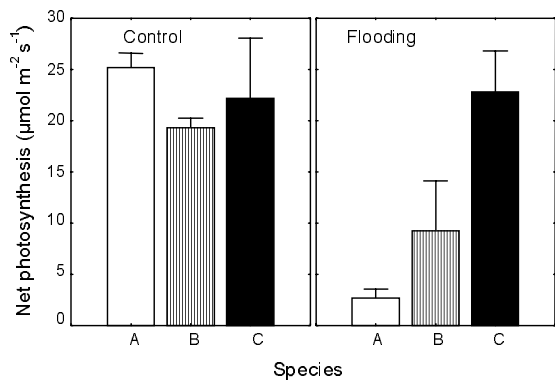 Net photosynthesis (µmol m⁻² s⁻¹)
30
25
20
15
10
5
0
Control
Flooding
A B C
A B C
Species